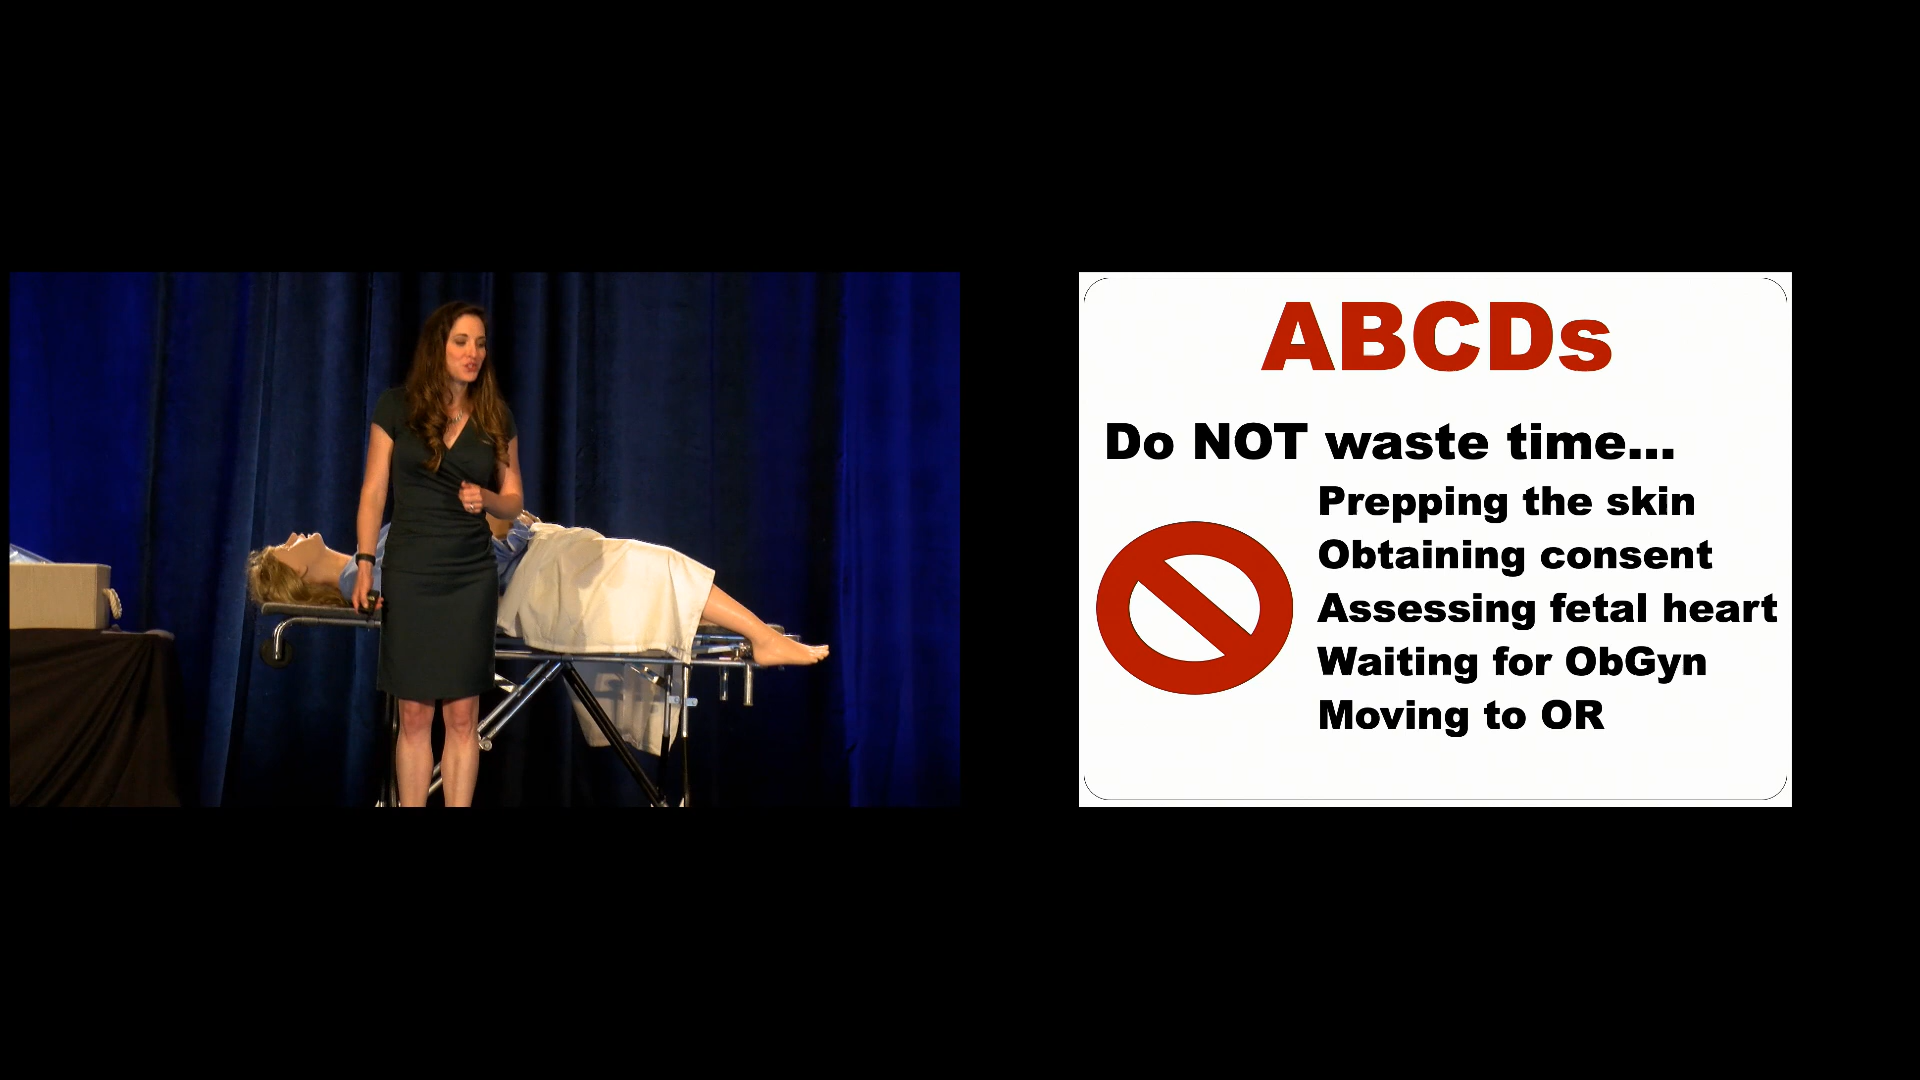 ABCDs
Do NOT waste time...
Prepping the skin
Obtaining consent
Assessing fetal heart
Waiting for ObGyn
Moving to OR